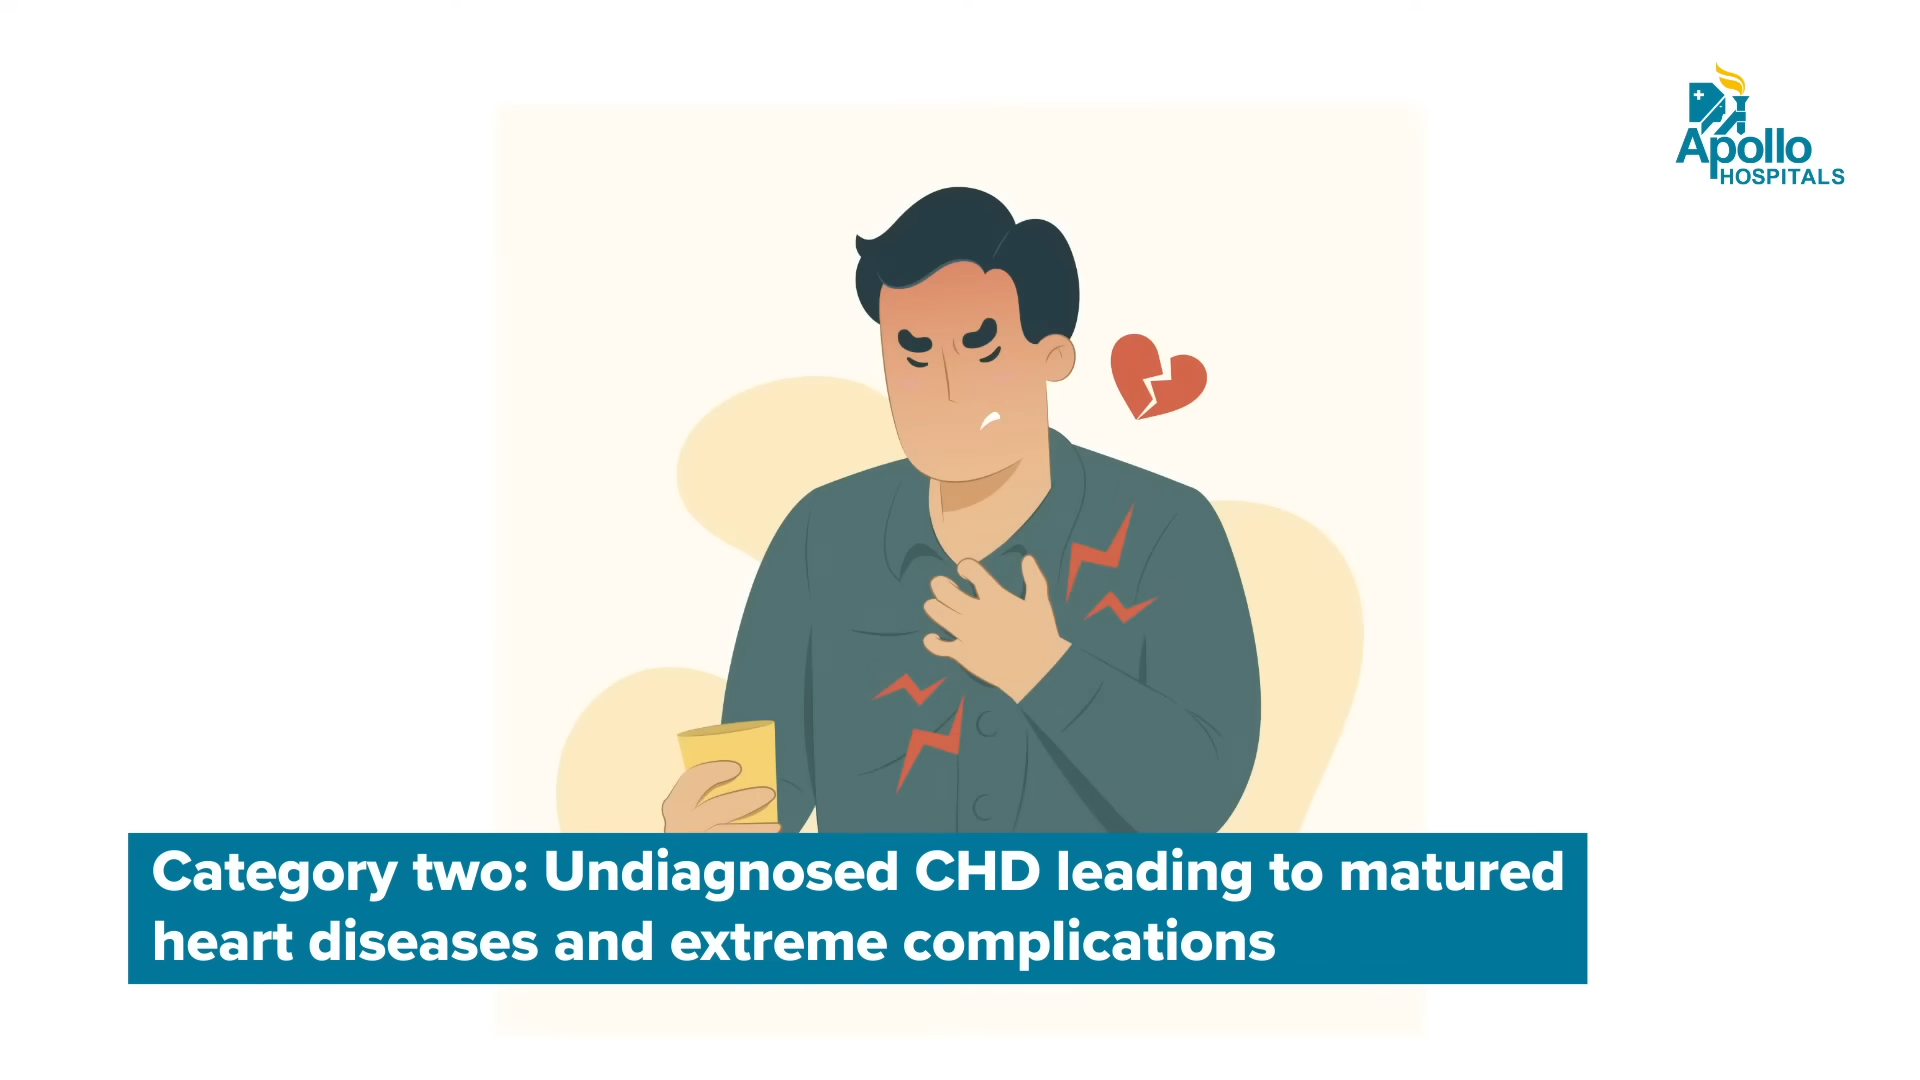 Apollo
HOSPITALS
Category two: Undiagnosed CHD leading to matured
heart diseases and extreme complications